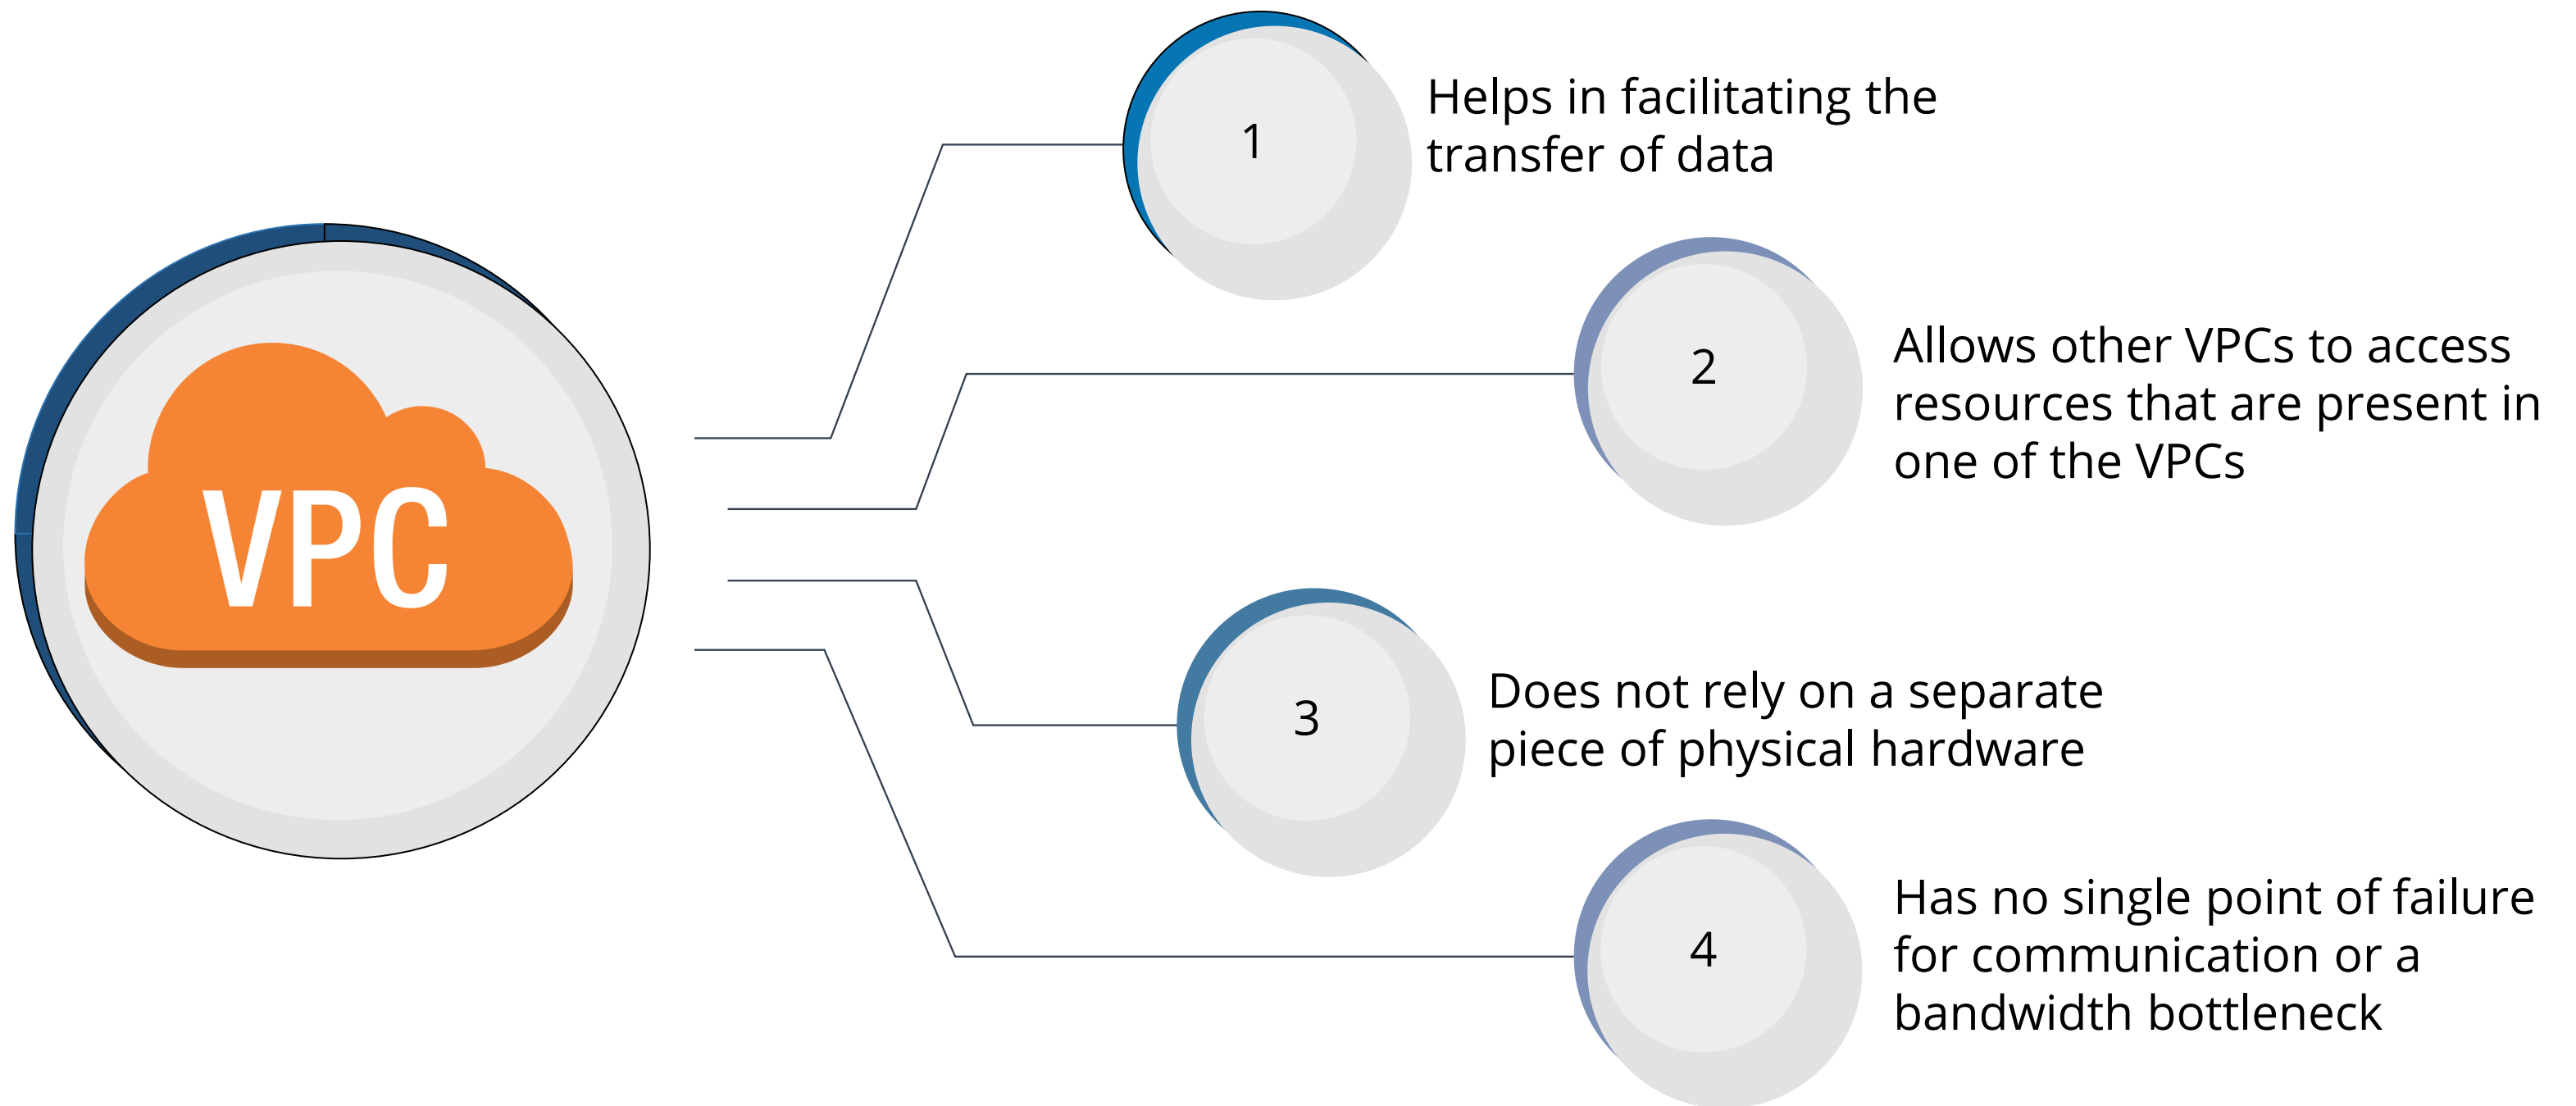 VPC
1
Helps in facilitating the
transfer of data
2
Allows other VPCs to access
resources that are present in
one of the VPCs
3
Does not rely on a separate
piece of physical hardware
4
Has no single point of failure
for communication or a
bandwidth bottleneck